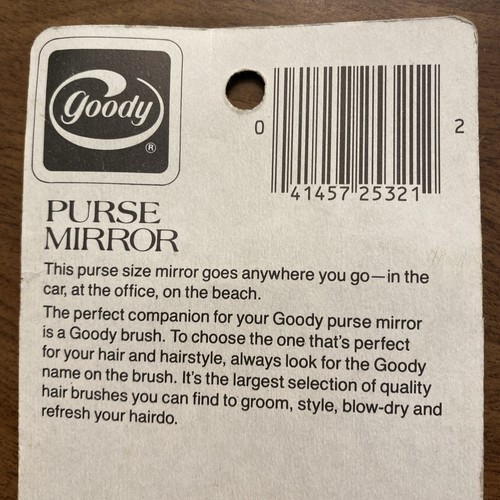 goody
®
0 41457 25321 2
PURSE
MIRROR
This purse size mirror goes anywhere you go—in the
car, at the office, on the beach.
The perfect companion for your Goody purse mirror
is a Goody brush. To choose the one that's perfect
for your hair and hairstyle, always look for the Goody
name on the brush. It's the largest selection of quality
hair brushes you can find to groom, style, blow-dry and
refresh your hairdo.